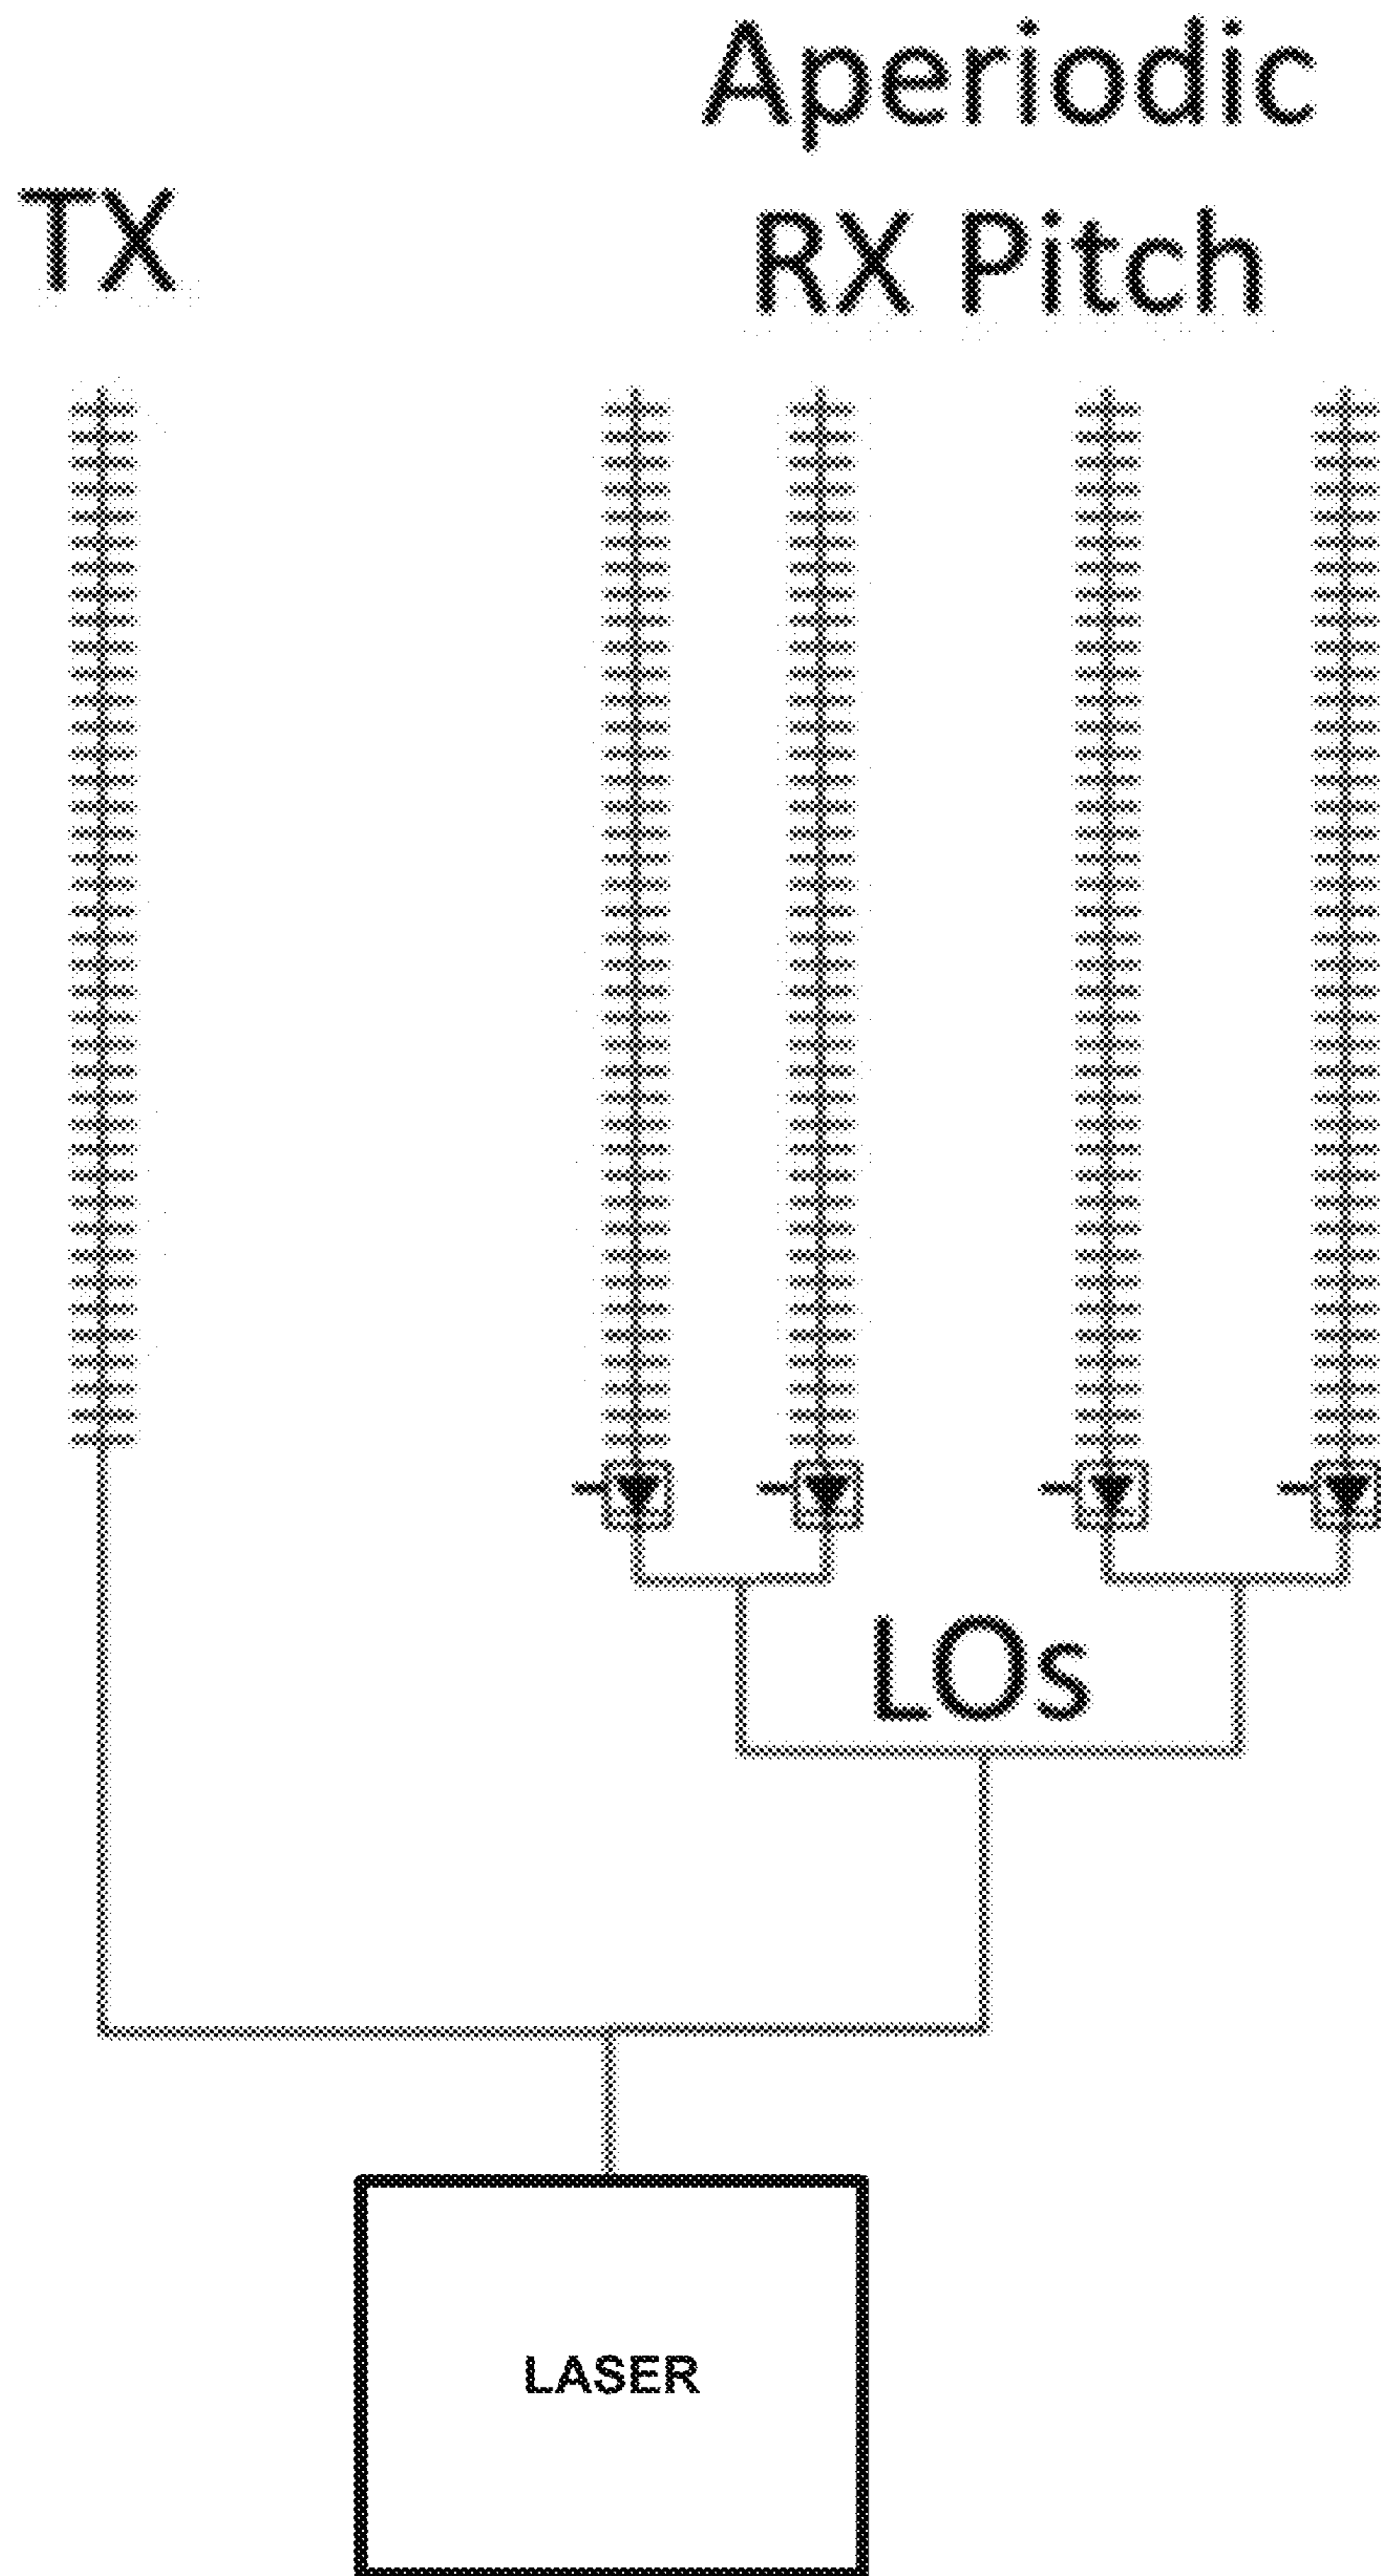 Aperiodic
TX
RX Pitch
LOs
LASER